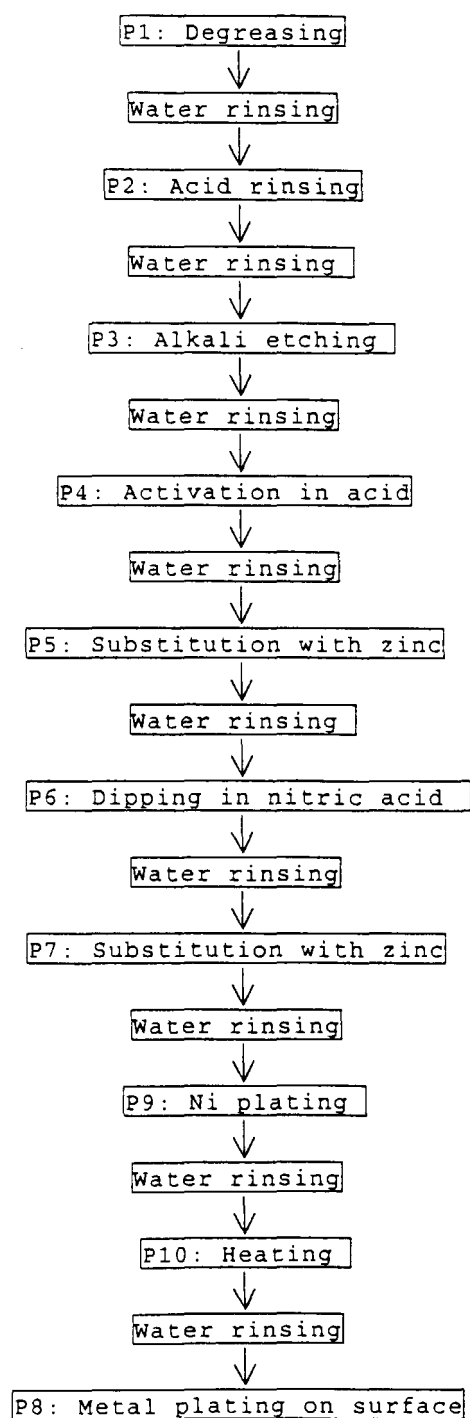 P1: Degreasing
Water rinsing
P2: Acid rinsing
Water rinsing
P3: Alkali etching
Water rinsing
P4: Activation in acid
Water rinsing
P5: Substitution with zinc
Water rinsing
P6: Dipping in nitric acid
Water rinsing
P7: Substitution with zinc
Water rinsing
P9: Ni plating
Water rinsing
P10: Heating
Water rinsing
P8: Metal plating on surface